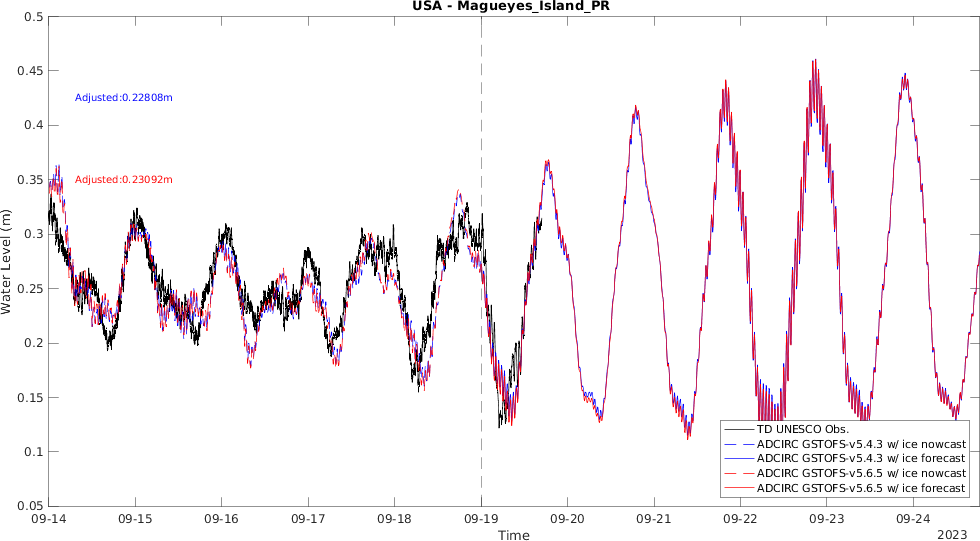 USA - Magueyes_Island_PR
0.5
0.45
0.4
0.35
0.3
0.25
0.2
0.15
0.1
0.05
Water Level (m)
Adjusted:0.22808m
Adjusted:0.23092m
TD UNESCO Obs.
ADCIRC GSTOFS-v5.4.3 w/ ice nowcast
ADCIRC GSTOFS-v5.4.3 w/ ice forecast
ADCIRC GSTOFS-v5.6.5 w/ ice nowcast
ADCIRC GSTOFS-v5.6.5 w/ ice forecast
09-14 09-15 09-16 09-17 09-18 09-19 09-20 09-21 09-22 09-23 09-24
Time
2023